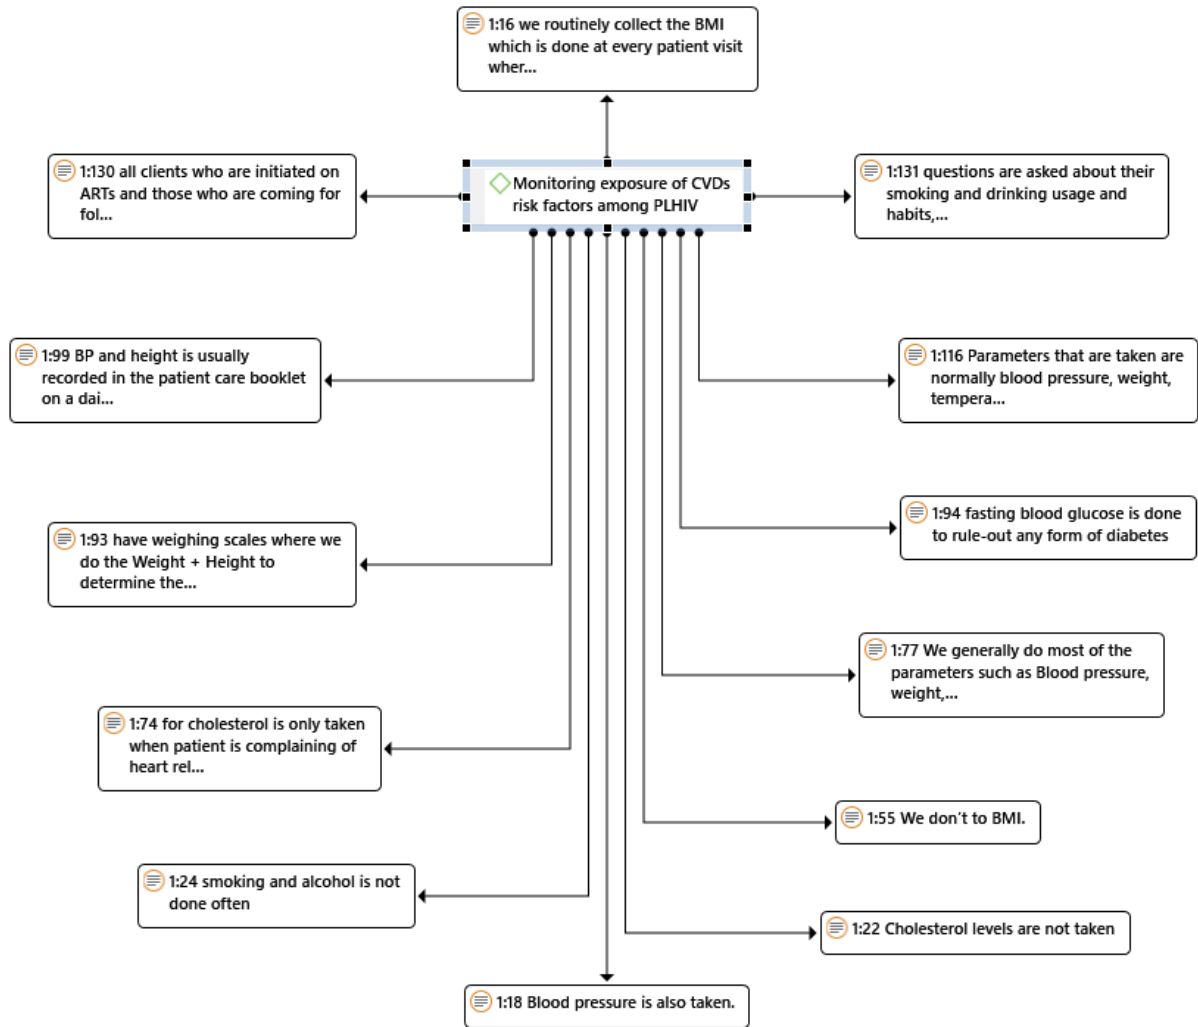 1:16 we routinely collect the BMI
which is done at every patient visit
wher...
1:130 all clients who are initiated on
ARTs and those who are coming for
fol...
Monitoring exposure of CVDs
risk factors among PLHIV
1:131 questions are asked about their
smoking and drinking usage and
habits,...
1:99 BP and height is usually
recorded in the patient care booklet
on a dai...
1:116 Parameters that are taken are
normally blood pressure, weight,
tempera...
1:93 have weighing scales where we
do the Weight + Height to
determine the...
1:94 fasting blood glucose is done
to rule-out any form of diabetes
1:77 We generally do most of the
parameters such as Blood pressure,
weight,...
1:74 for cholesterol is only taken
when patient is complaining of
heart rel...
1:55 We don't to BMI.
1:24 smoking and alcohol is not
done often
1:22 Cholesterol levels are not taken
1:18 Blood pressure is also taken.